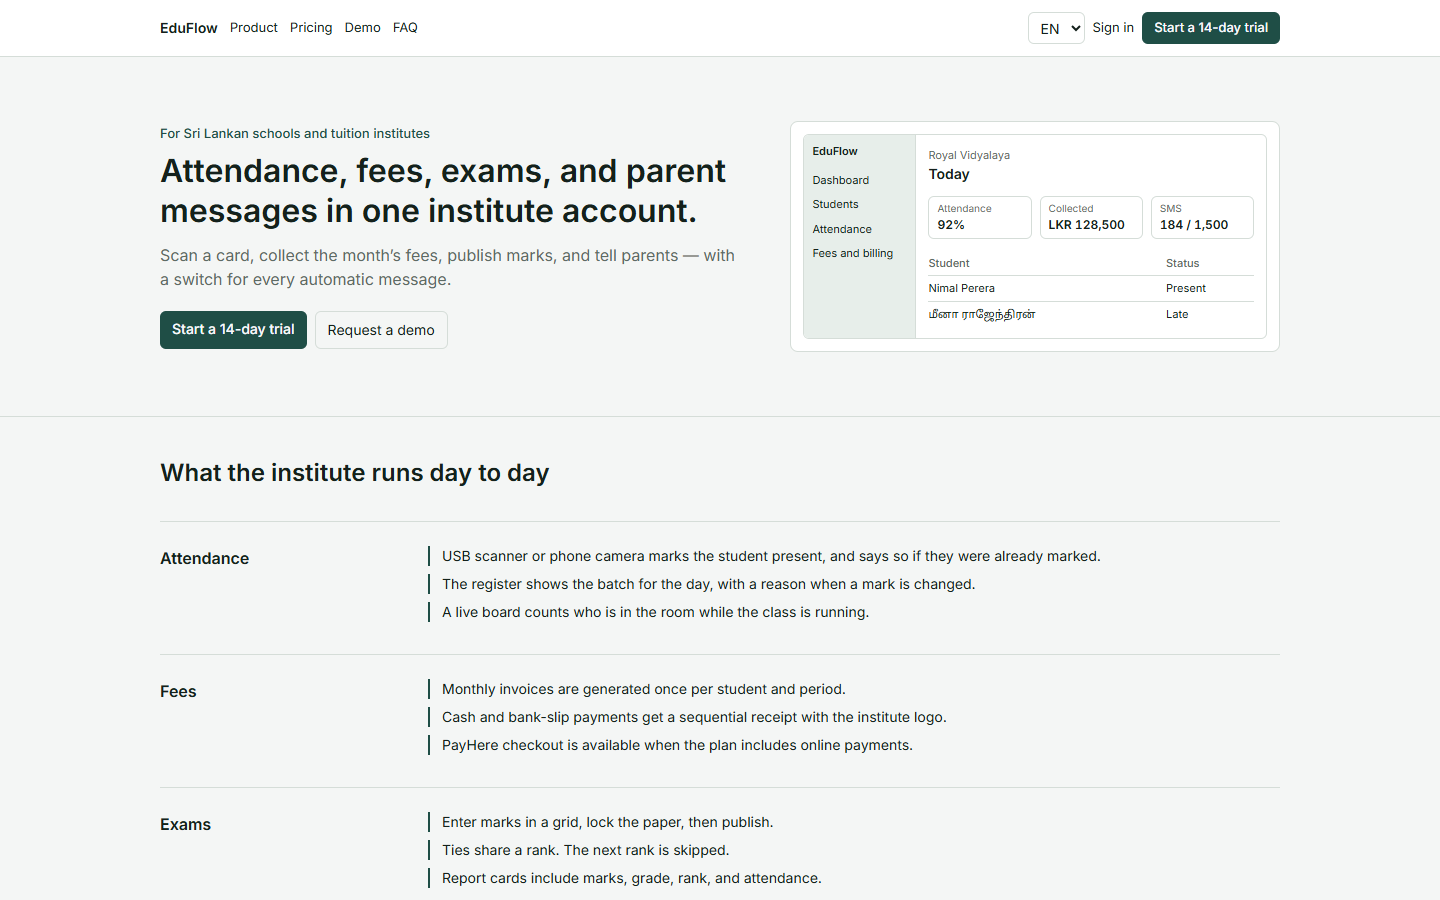 EduFlow Product Pricing Demo FAQ EN Sign in Start a 14-day trial
For Sri Lankan schools and tuition institutes
Attendance, fees, exams, and parent
messages in one institute account.
Scan a card, collect the month’s fees, publish marks, and tell parents — with
a switch for every automatic message.
Start a 14-day trial Request a demo
EduFlow
Dashboard
Students
Attendance
Fees and billing
Royal Vidyalaya
Today
Attendance Collected SMS
92% LKR 128,500 184 / 1,500
Student Status
Nimal Perera Present
மீனா ராஜேந்திரன் Late
What the institute runs day to day
Attendance
USB scanner or phone camera marks the student present, and says so if they were already marked.
The register shows the batch for the day, with a reason when a mark is changed.
A live board counts who is in the room while the class is running.
Fees
Monthly invoices are generated once per student and period.
Cash and bank-slip payments get a sequential receipt with the institute logo.
PayHere checkout is available when the plan includes online payments.
Exams
Enter marks in a grid, lock the paper, then publish.
Ties share a rank. The next rank is skipped.
Report cards include marks, grade, rank, and attendance.